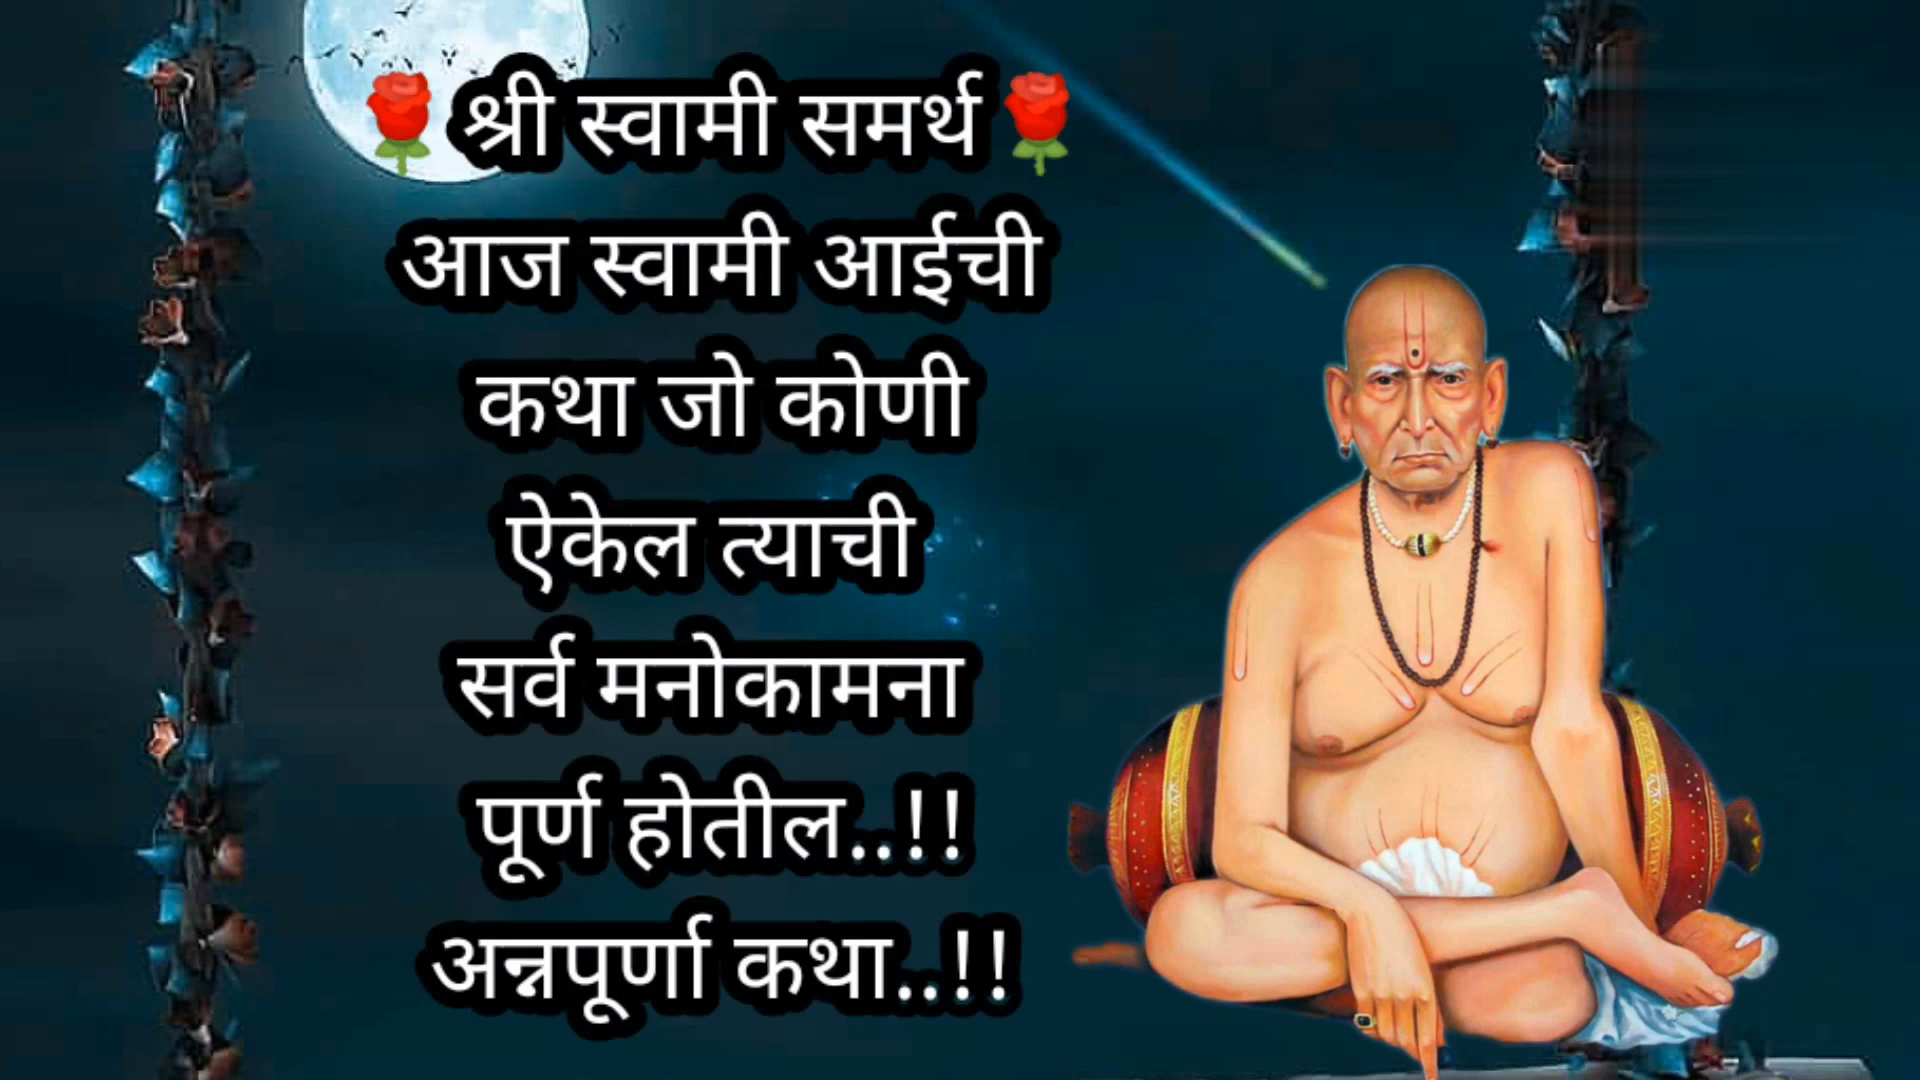 🌹श्री स्वामी समर्थ🌹
आज स्वामी आईची
कथा जो कोणी
ऐकेल त्याची
सर्व मनोकामना
पूर्ण होतील..!!
अन्नपूर्णा कथा..!!